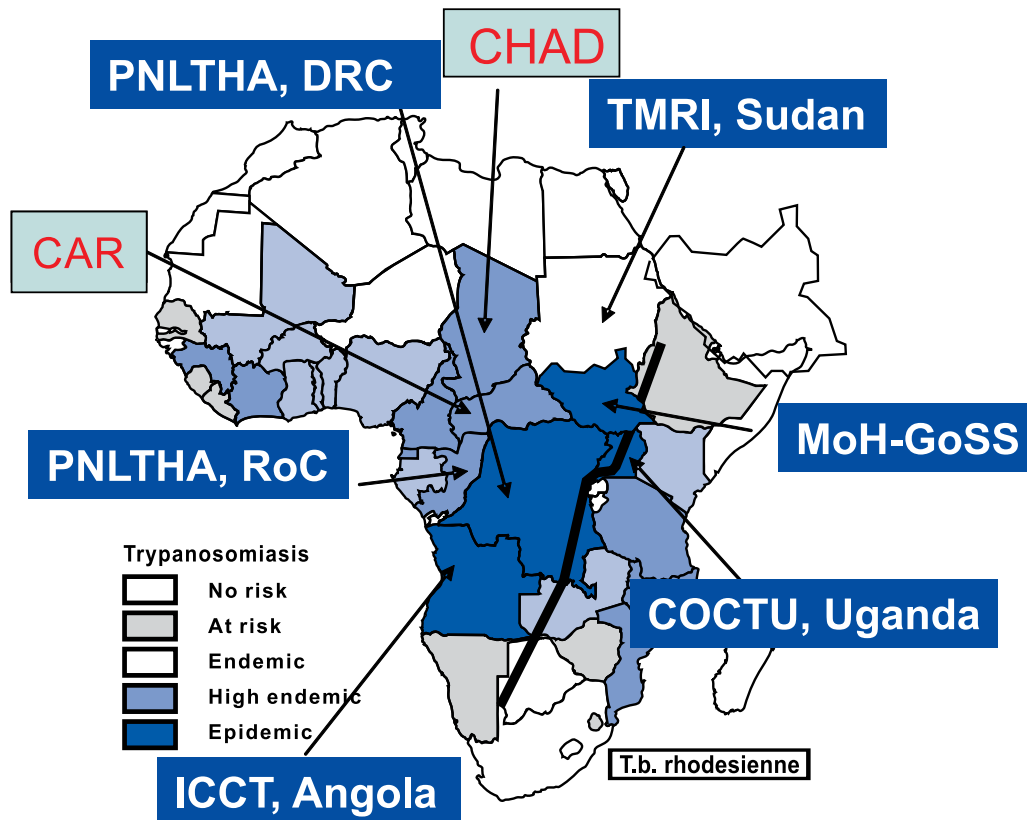 CHAD
PNLTHA, DRC
TMRI, Sudan
CAR
MoH-GoSS
PNLTHA, RoC
Trypanosomiasis
No risk
At risk
Endemic
High endemic
Epidemic
COCTU, Uganda
T.b. rhodesienne
ICCT, Angola